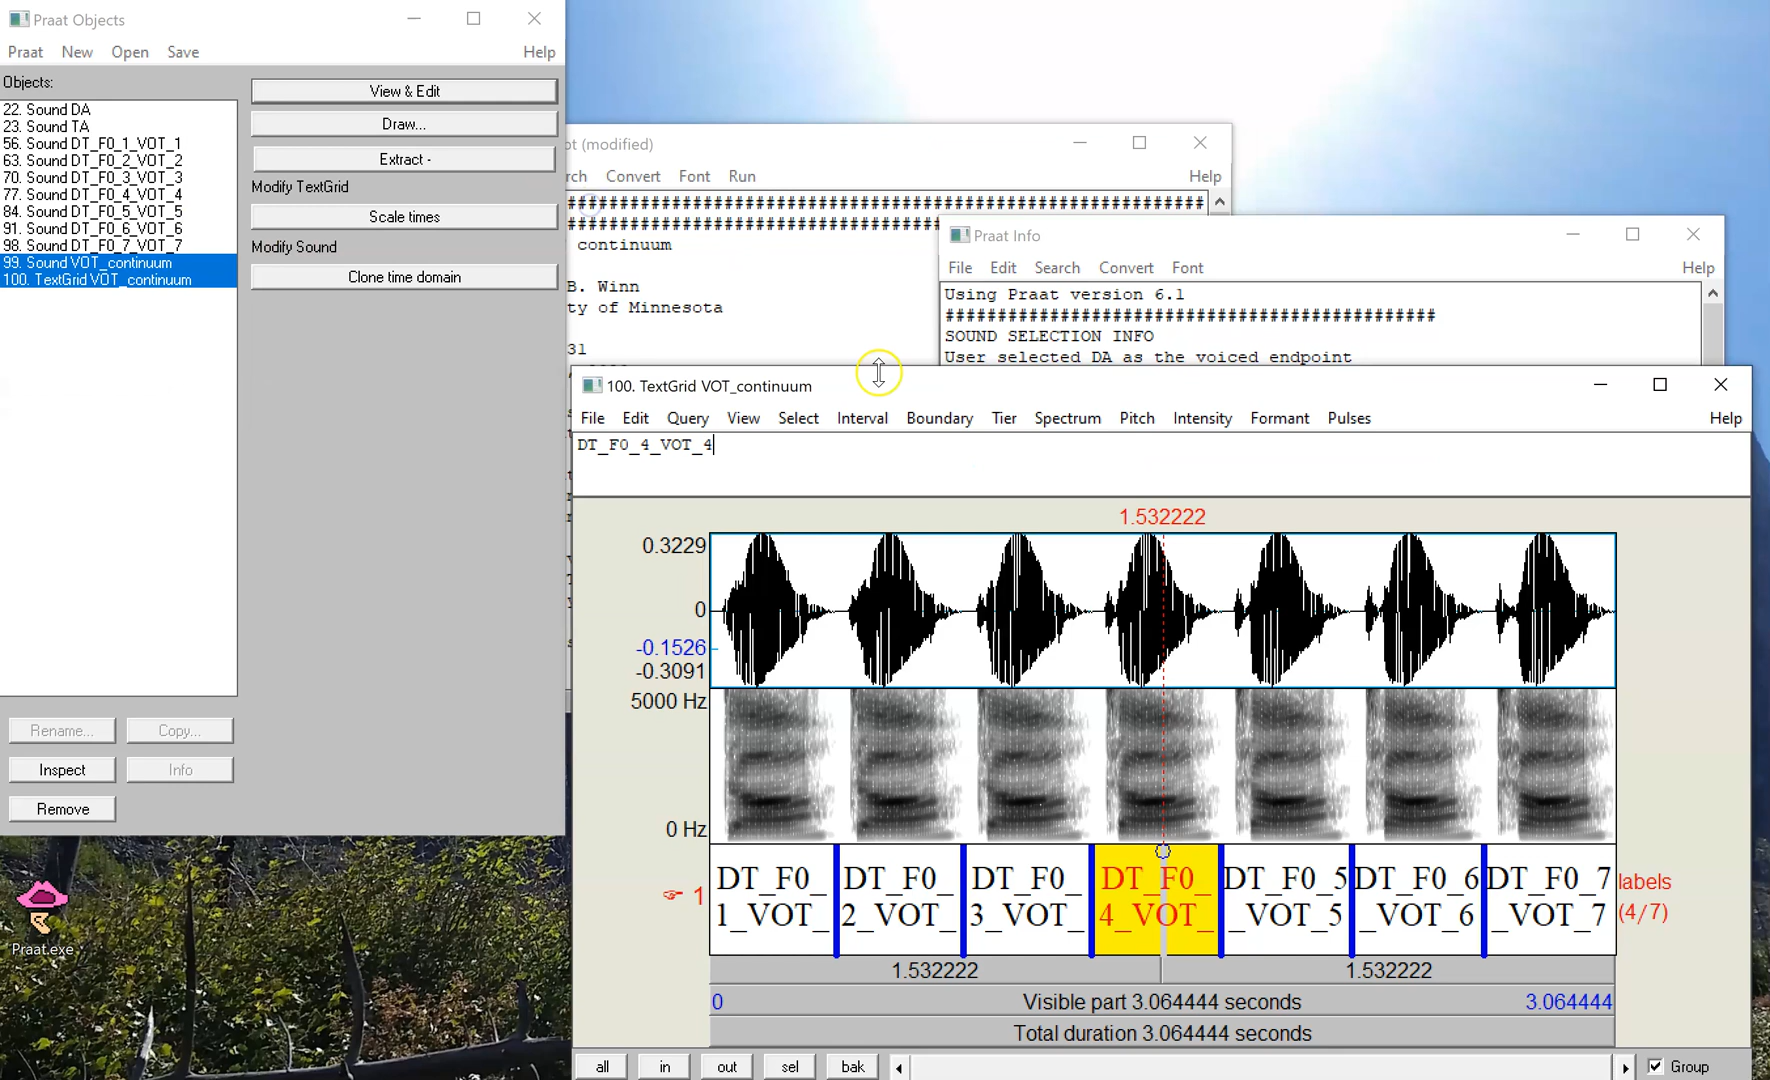 Praat Objects
Praat New Open Save Help
Objects:
22. Sound DA
23. Sound TA
56. Sound DT_F0_1_VOT_1
63. Sound DT_F0_2_VOT_2
70. Sound DT_F0_3_VOT_3
77. Sound DT_F0_4_VOT_4
84. Sound DT_F0_5_VOT_5
91. Sound DT_F0_6_VOT_6
98. Sound DT_F0_7_VOT_7
99. Sound VOT_continuum
100. TextGrid VOT_continuum
View & Edit
Draw...
Extract -
Modify TextGrid
Scale times
Modify Sound
Clone time domain
Rename... Copy...
Inspect Info
Remove
Praat.exe
(modified)
Convert Font Run Help
continuum
B. Winn
ty of Minnesota
31
Praat Info
File Edit Search Convert Font Help
Using Praat version 6.1
##############################################
SOUND SELECTION INFO
User selected DA as the voiced endpoint
100. TextGrid VOT_continuum
File Edit Query View Select Interval Boundary Tier Spectrum Pitch Intensity Formant Pulses Help
DT_F0_4_VOT_4
1.532222
0.3229
0
-0.1526
-0.3091
5000 Hz
0 Hz
1
DT_F0_ DT_F0_ DT_F0_ DT_F0_ DT_F0_5 DT_F0_6 DT_F0_7
1_VOT_ 2_VOT_ 3_VOT_ 4_VOT_ _VOT_5 _VOT_6 _VOT_7
labels
(4/7)
1.532222 1.532222
0 Visible part 3.064444 seconds 3.064444
Total duration 3.064444 seconds
all in out sel bak Group